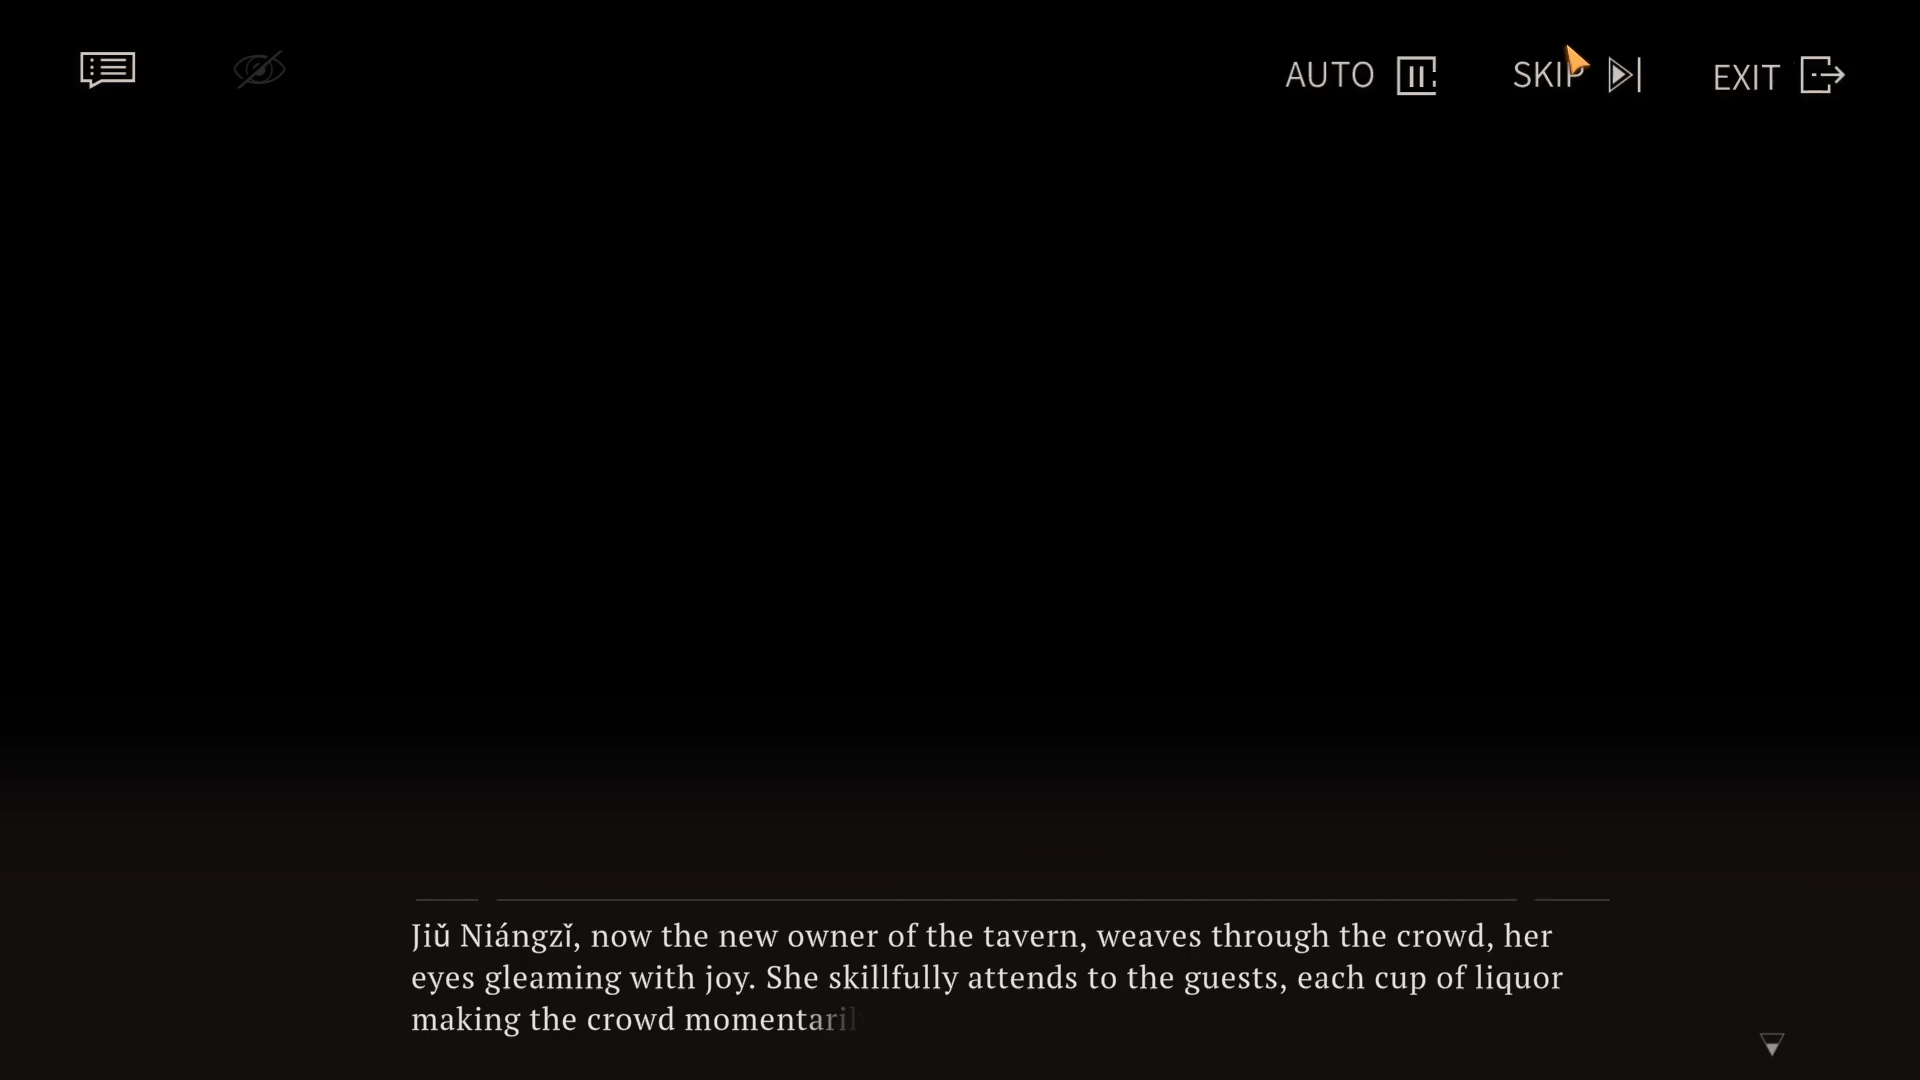 AUTO
SKIP
EXIT
Jiǔ Niángzǐ, now the new owner of the tavern, weaves through the crowd, her
eyes gleaming with joy. She skillfully attends to the guests, each cup of liquor
making the crowd